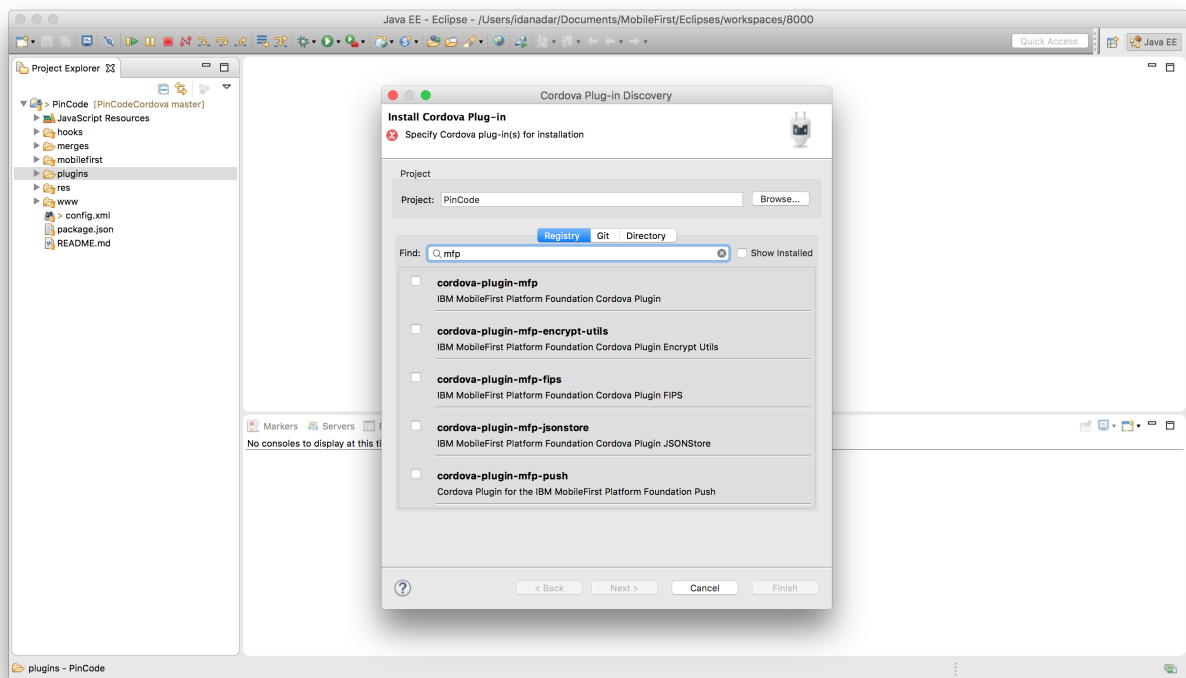 Java EE - Eclipse - /Users/idanadar/Documents/MobileFirst/Eclipses/workspaces/8000
Quick Access
Java EE
Project Explorer
> PinCode [PinCodeCordova master]
JavaScript Resources
hooks
merges
mobilefirst
plugins
res
www
> config.xml
package.json
README.md
Cordova Plug-in Discovery
Install Cordova Plug-in
Specify Cordova plug-in(s) for installation
Project
Project: PinCode Browse...
Registry Git Directory
Find: mfp Show Installed
cordova-plugin-mfp
IBM MobileFirst Platform Foundation Cordova Plugin
cordova-plugin-mfp-encrypt-utils
IBM MobileFirst Platform Foundation Cordova Plugin Encrypt Utils
cordova-plugin-mfp-fips
IBM MobileFirst Platform Foundation Cordova Plugin FIPS
cordova-plugin-mfp-jsonstore
IBM MobileFirst Platform Foundation Cordova Plugin JSONStore
cordova-plugin-mfp-push
Cordova Plugin for the IBM MobileFirst Platform Foundation Push
? < Back Next > Cancel Finish
Markers Servers
No consoles to display at this
plugins - PinCode